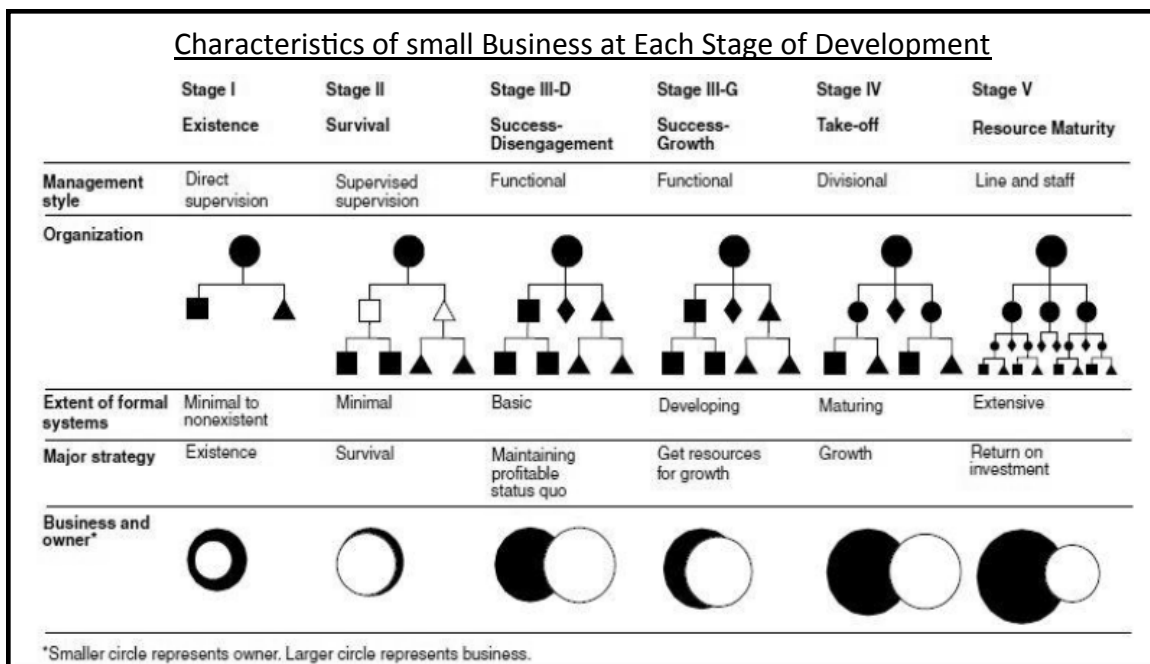 Characteristics of small Business at Each Stage of Development
Stage I Stage II Stage III-D Stage III-G Stage IV Stage V
Existence Survival Success- Success- Take-off Resource Maturity
Disengagement Growth
Management Direct Supervised Functional Functional Divisional Line and staff
style supervision supervision
Organization
Extent of formal Minimal to Minimal Basic Developing Maturing Extensive
systems nonexistent
Major strategy Existence Survival Maintaining Get resources Growth Return on
profitable for growth investment
status quo
Business and
owner*
*Smaller circle represents owner. Larger circle represents business.